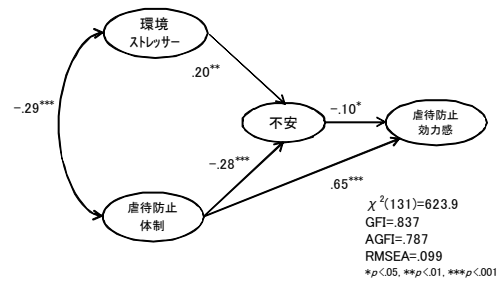 環境
ストレッサー
.20**
-.29***
不安
-.10*
虐待防止
効力感
-.28***
.65***
虐待防止
体制
χ²(131)=623.9
GFI=.837
AGFI=.787
RMSEA=.099
*p<.05, **p<.01, ***p<.001